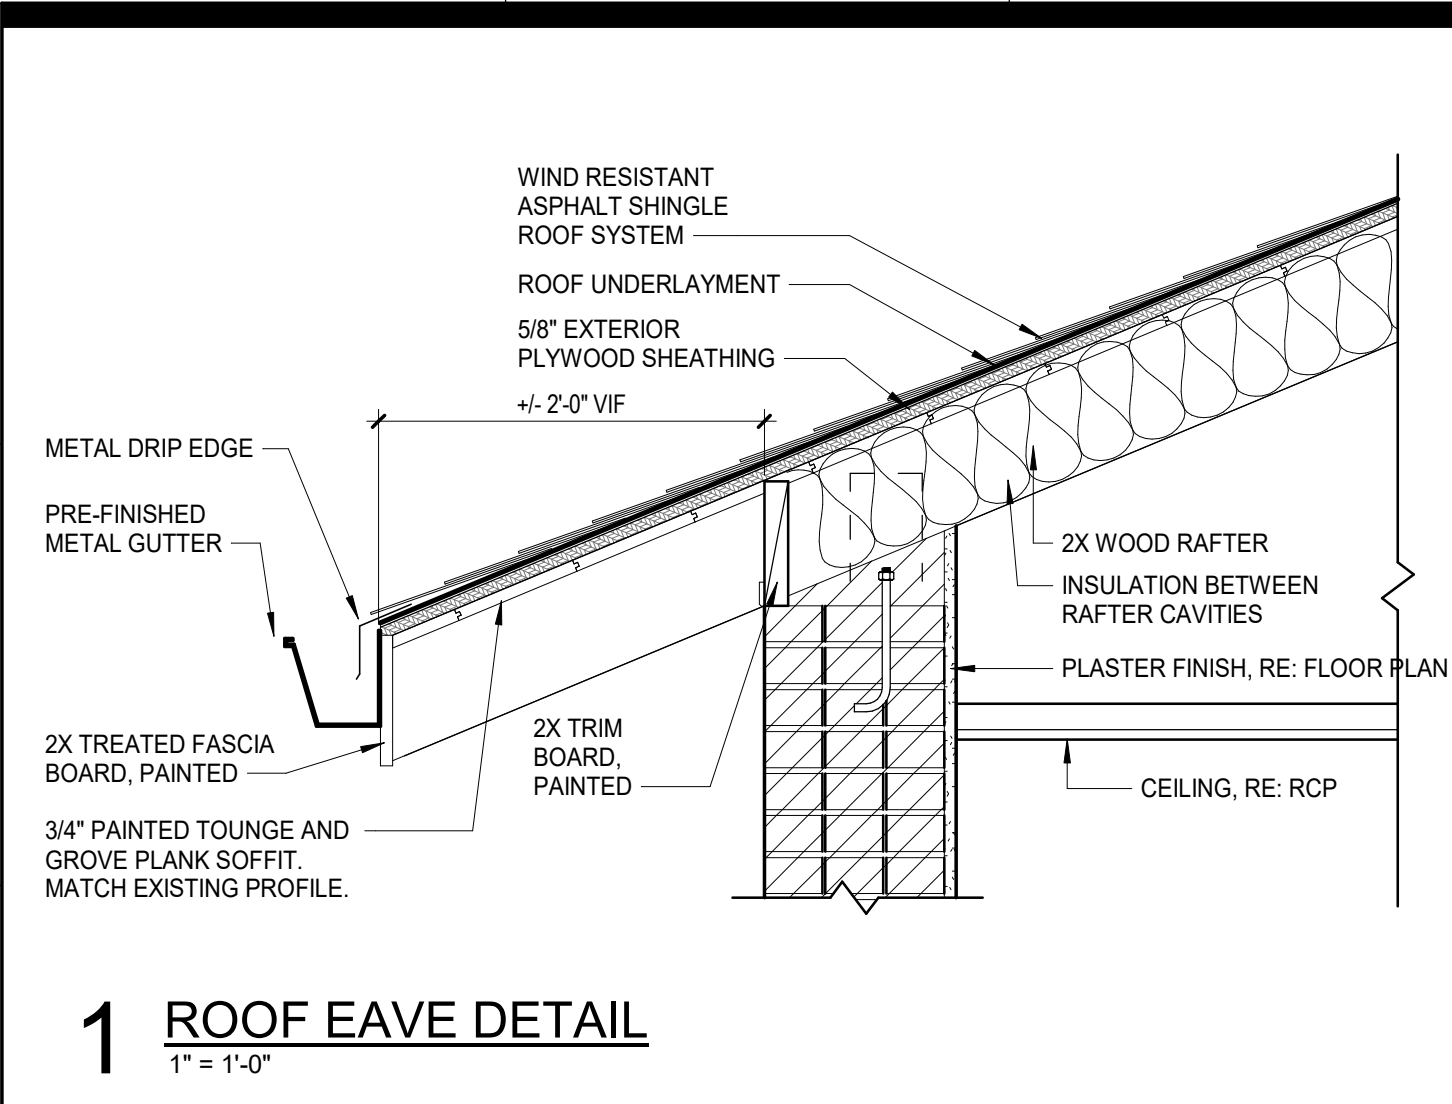 WIND RESISTANT
ASPHALT SHINGLE
ROOF SYSTEM
ROOF UNDERLAYMENT
5/8" EXTERIOR
PLYWOOD SHEATHING
+/- 2'-0" VIF
METAL DRIP EDGE
PRE-FINISHED
METAL GUTTER
2X WOOD RAFTER
INSULATION BETWEEN
RAFTER CAVITIES
PLASTER FINISH, RE: FLOOR PLAN
2X TREATED FASCIA
BOARD, PAINTED
2X TRIM
BOARD,
PAINTED
CEILING, RE: RCP
3/4" PAINTED TOUNGE AND
GROVE PLANK SOFFIT.
MATCH EXISTING PROFILE.
1 ROOF EAVE DETAIL
1" = 1'-0"